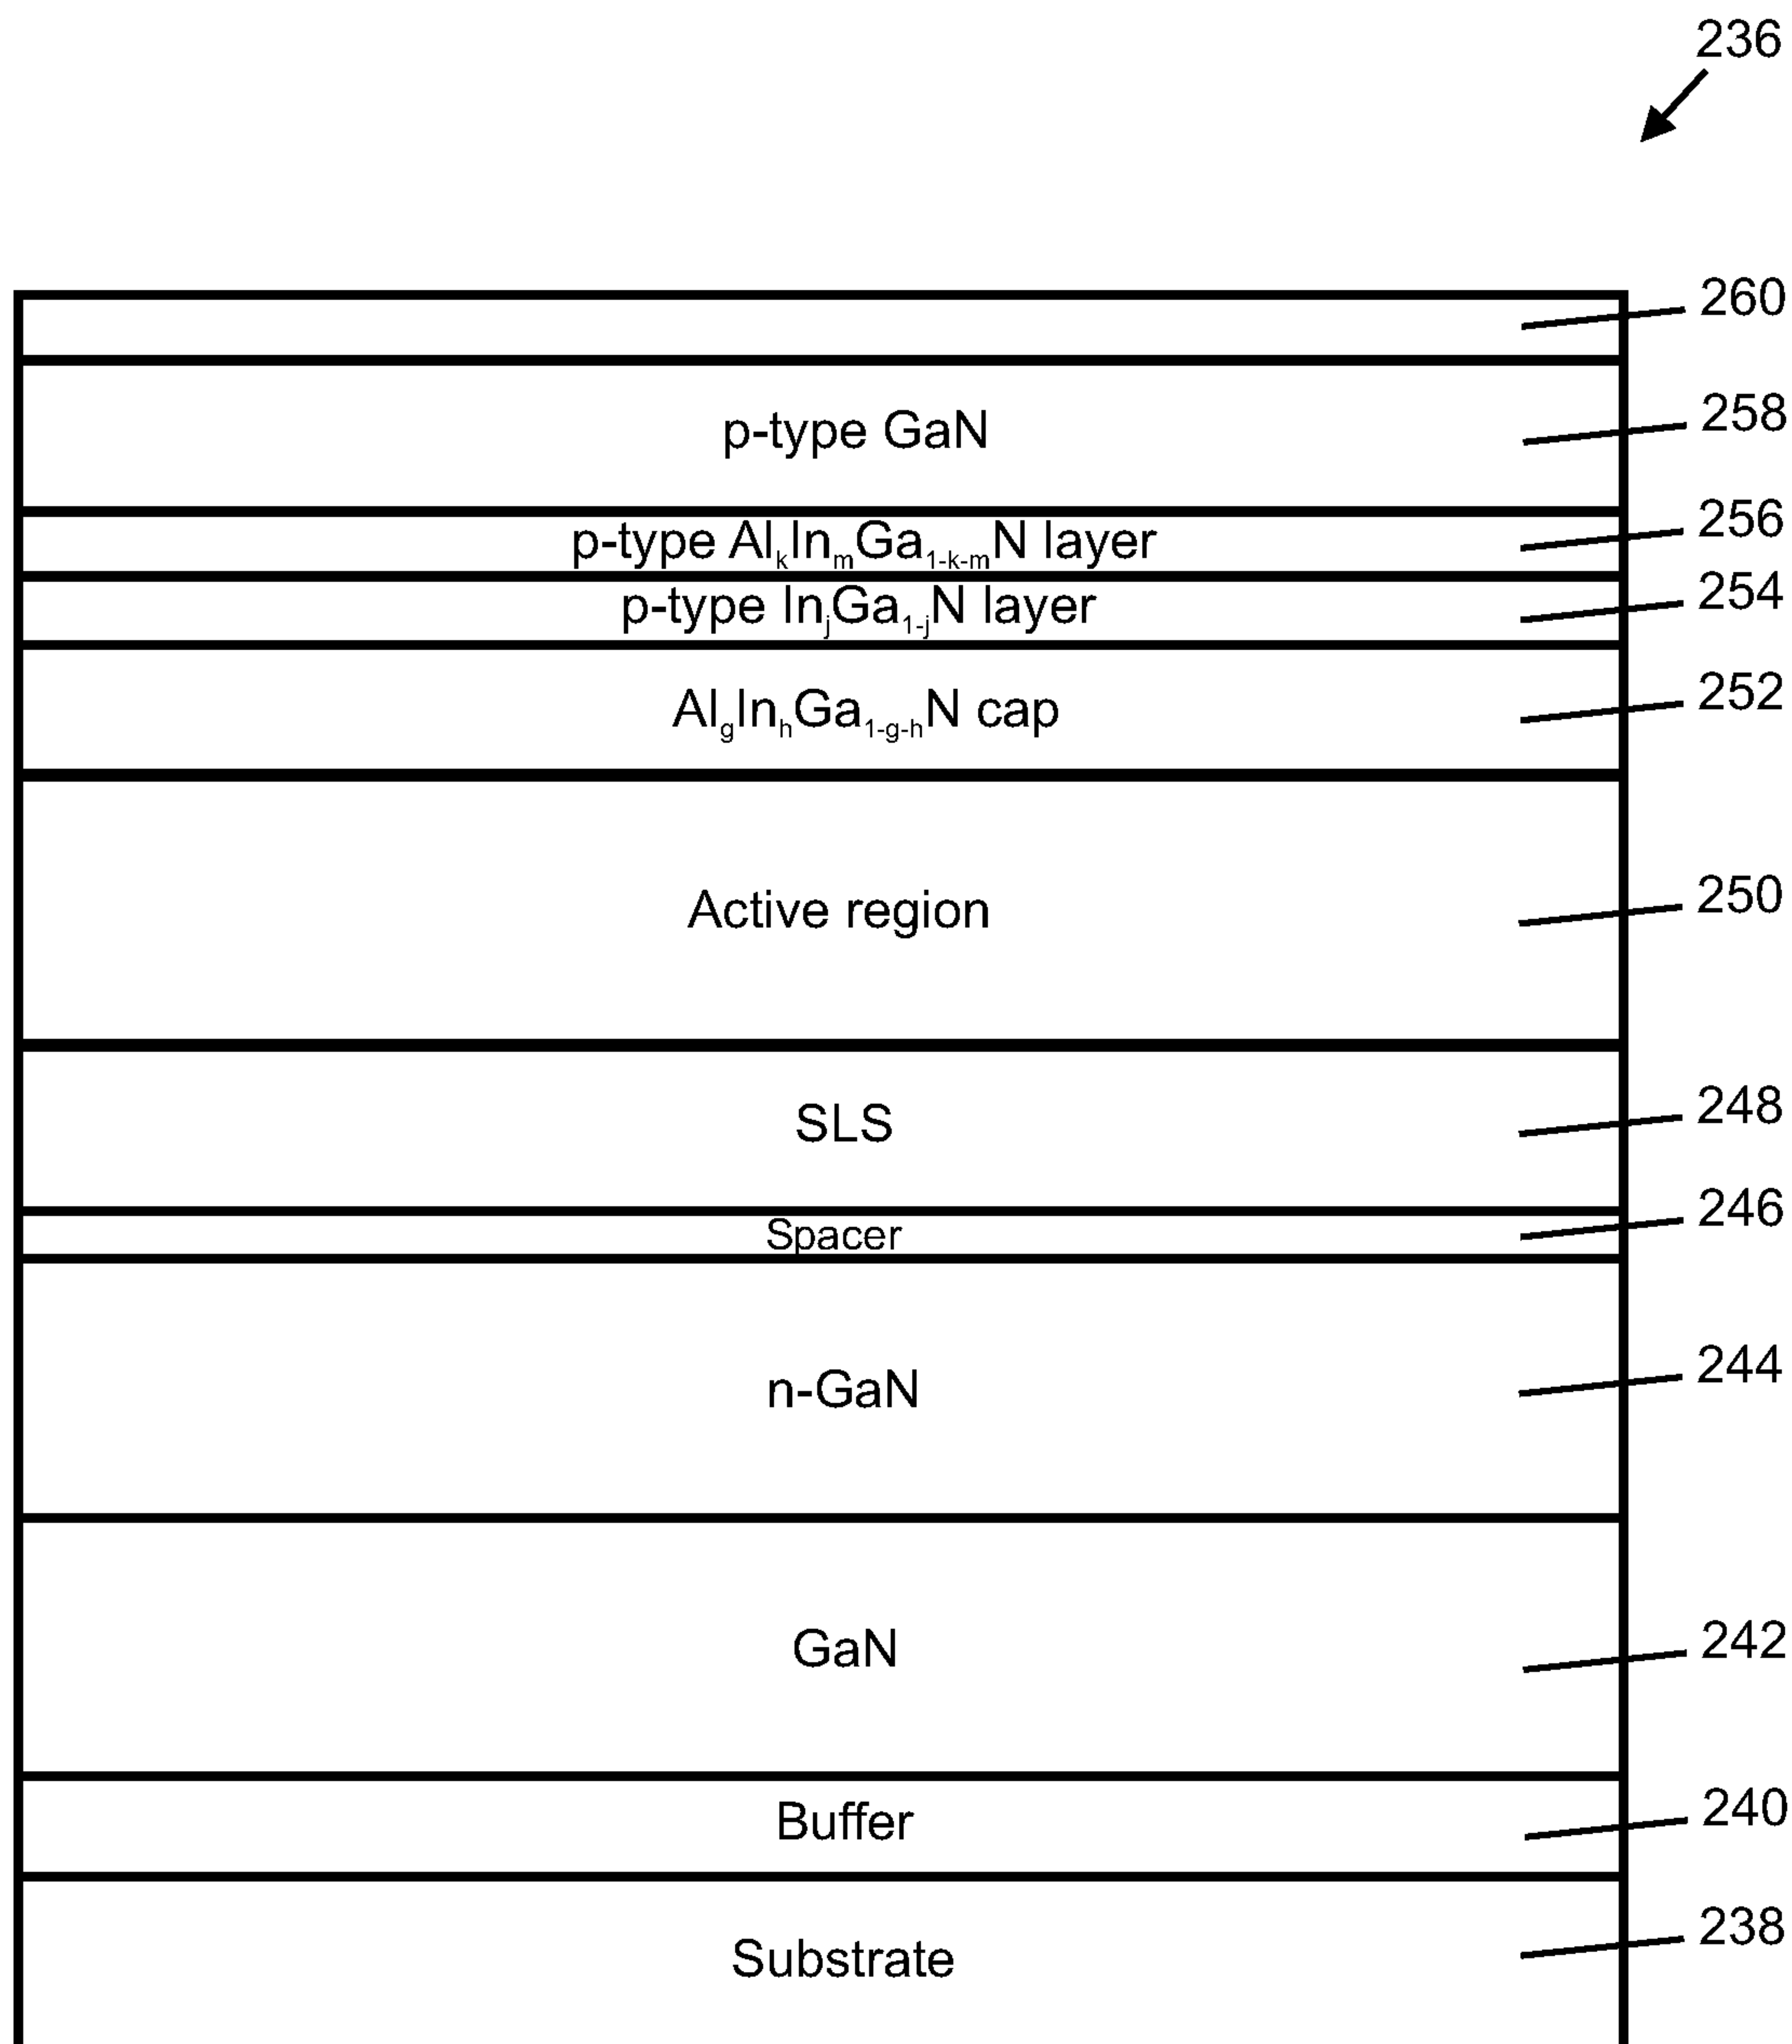 236
260
p-type GaN 258
p-type AlkInmGa1-k-mN layer 256
p-type InjGa1-jN layer 254
AlgInhGa1-g-hN cap 252
Active region 250
SLS 248
Spacer 246
n-GaN 244
GaN 242
Buffer 240
Substrate 238